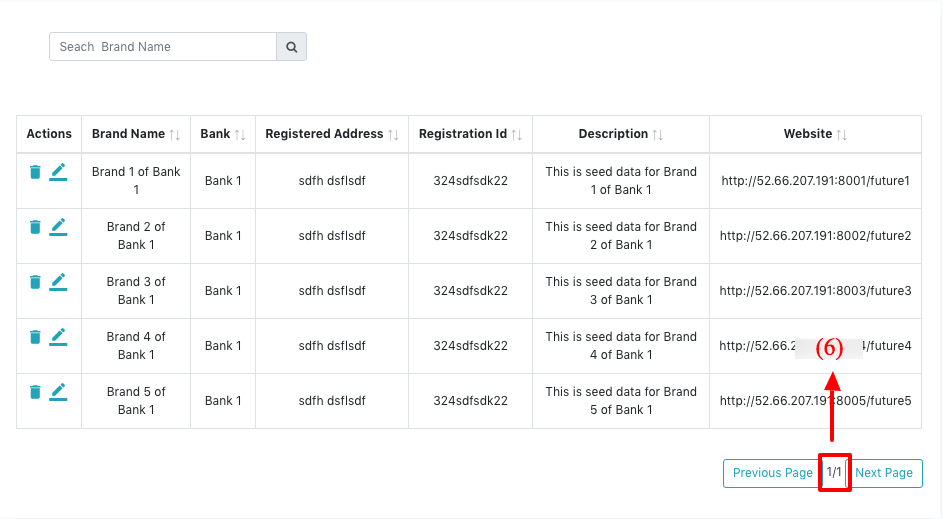 Seach Brand Name
Actions Brand Name Bank Registered Address Registration Id Description Website
Brand 1 of Bank 1 Bank 1 sdfh dsflsdf 324sdfsdk22 This is seed data for Brand 1 of Bank 1 http://52.66.207.191:8001/future1
Brand 2 of Bank 1 Bank 1 sdfh dsflsdf 324sdfsdk22 This is seed data for Brand 2 of Bank 1 http://52.66.207.191:8002/future2
Brand 3 of Bank 1 Bank 1 sdfh dsflsdf 324sdfsdk22 This is seed data for Brand 3 of Bank 1 http://52.66.207.191:8003/future3
Brand 4 of Bank 1 Bank 1 sdfh dsflsdf 324sdfsdk22 This is seed data for Brand 4 of Bank 1 http://52.66. /future4
(6)
Brand 5 of Bank 1 Bank 1 sdfh dsflsdf 324sdfsdk22 This is seed data for Brand 5 of Bank 1 http://52.66.207.191:8005/future5
Previous Page 1/1 Next Page